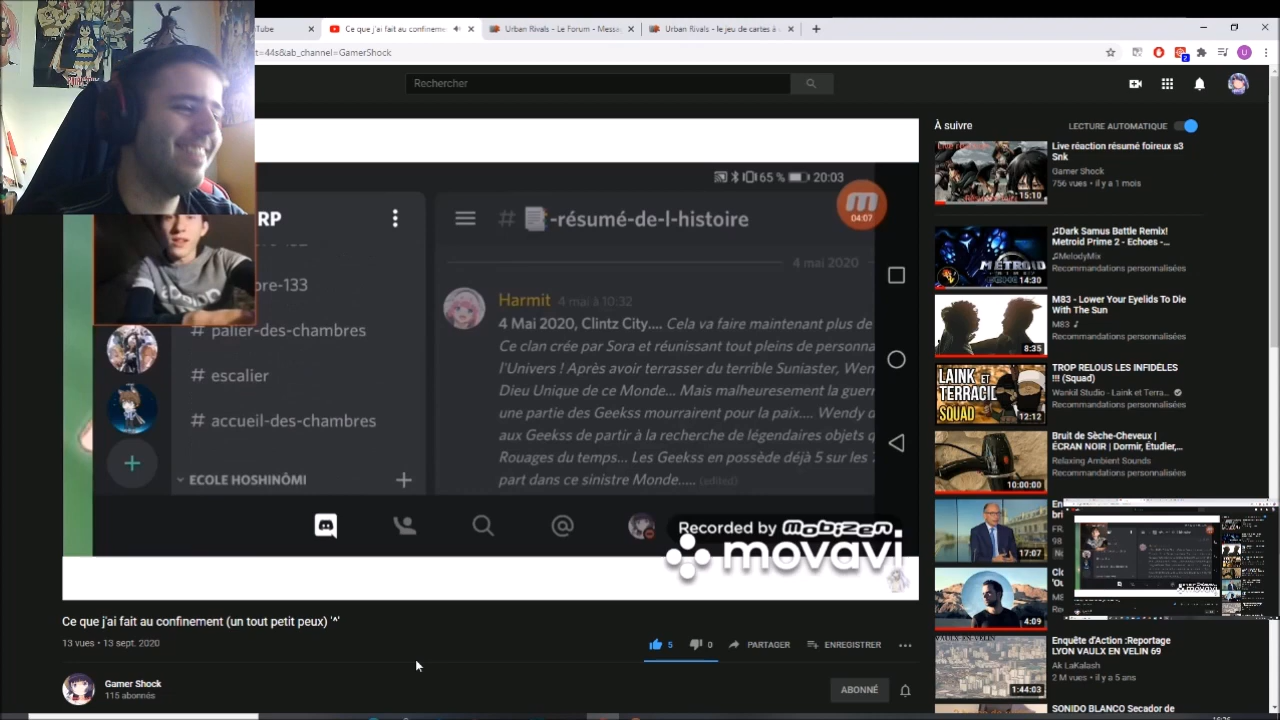 Tube
Ce que j'ai fait au confineme
Urban Rivals - Le Forum - Messa
Urban Rivals - le jeu de cartes à
t=44s&ab_channel=GamerShock
2
U
Rechercher
À suivre
LECTURE AUTOMATIQUE
Live réaction résumé foireux s3
Snk
Gamer Shock
756 vues • il y a 1 mois
15:10
65 % 20:03
04:07
RP
# 📑-résumé-de-l-histoire
4 mai 2020
bre-133
# palier-des-chambres
# escalier
# accueil-des-chambres
ECOLE HOSHINÔMI
Harmit 4 mai à 10:32
4 Mai 2020, Clintz City.... Cela va faire maintenant plus de
Ce clan crée par Sora et réunissant tout pleins de personna
l'Univers ! Après avoir terrasser du terrible Suniaster, Wen
Dieu Unique de ce Monde... Mais malheuresement la guerr
une partie des Geekss mourrairent pour la paix.... Wendy d
aux Geekss de partir à la recherche de légendaires objets q
Rouages du temps... Les Geekss en possède déjà 5 sur les
part dans ce sinistre Monde..... (edited)
Recorded by Mobizen
movavi
♫Dark Samus Battle Remix!
Metroid Prime 2 - Echoes -...
♫MelodyMix
Recommandations personnalisées
METROID
14:30
M83 - Lower Your Eyelids To Die
With The Sun
M83 ♪
Recommandations personnalisées
8:35
TROP RELOUS LES INFIDÈLES
!!! (Squad)
Wankil Studio - Laink et Terra...
Recommandations personnalisées
LAINK ET
TERRACID
SQUAD
12:12
Bruit de Sèche-Cheveux |
ÉCRAN NOIR | Dormir, Étudier,...
Relaxing Ambient Sounds
Recommandations personnalisées
10:00:00
17:07
4:09
Enquête d'Action :Reportage
LYON VAULX EN VELIN 69
Ak LaKalash
2 M vues • il y a 5 ans
VAULX EN VELIN
1:44:03
SONIDO BLANCO Secador de
Ce que j'ai fait au confinement (un tout petit peu) '^'
13 vues • 13 sept. 2020
5
0
PARTAGER
ENREGISTRER
Gamer Shock
115 abonnés
ABONNÉ